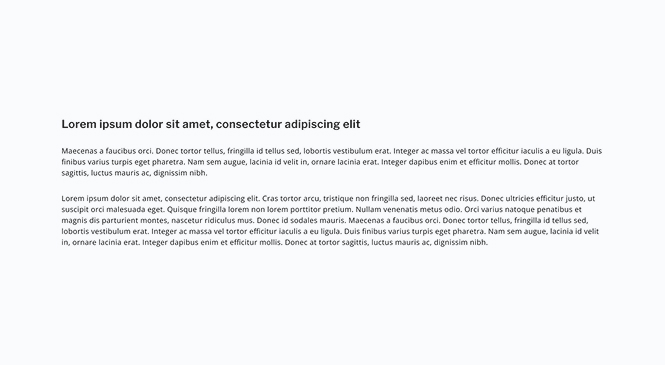 Lorem ipsum dolor sit amet, consectetur adipiscing elit
Maecenas a faucibus orci. Donec tortor tellus, fringilla id tellus sed, lobortis vestibulum erat. Integer ac massa vel tortor efficitur iaculis a eu ligula. Duis
finibus varius turpis eget pharetra. Nam sem augue, lacinia id velit in, ornare lacinia erat. Integer dapibus enim et efficitur mollis. Donec at tortor
sagittis, luctus mauris ac, dignissim nibh.
Lorem ipsum dolor sit amet, consectetur adipiscing elit. Cras tortor arcu, tristique non fringilla sed, laoreet nec risus. Donec ultricies efficitur justo, ut
suscipit orci malesuada eget. Quisque fringilla lorem non lorem porttitor pretium. Nullam venenatis metus odio. Orci varius natoque penatibus et
magnis dis parturient montes, nascetur ridiculus mus. Donec id sodales mauris. Maecenas a faucibus orci. Donec tortor tellus, fringilla id tellus sed,
lobortis vestibulum erat. Integer ac massa vel tortor efficitur iaculis a eu ligula. Duis finibus varius turpis eget pharetra. Nam sem augue, lacinia id velit
in, ornare lacinia erat. Integer dapibus enim et efficitur mollis. Donec at tortor sagittis, luctus mauris ac, dignissim nibh.